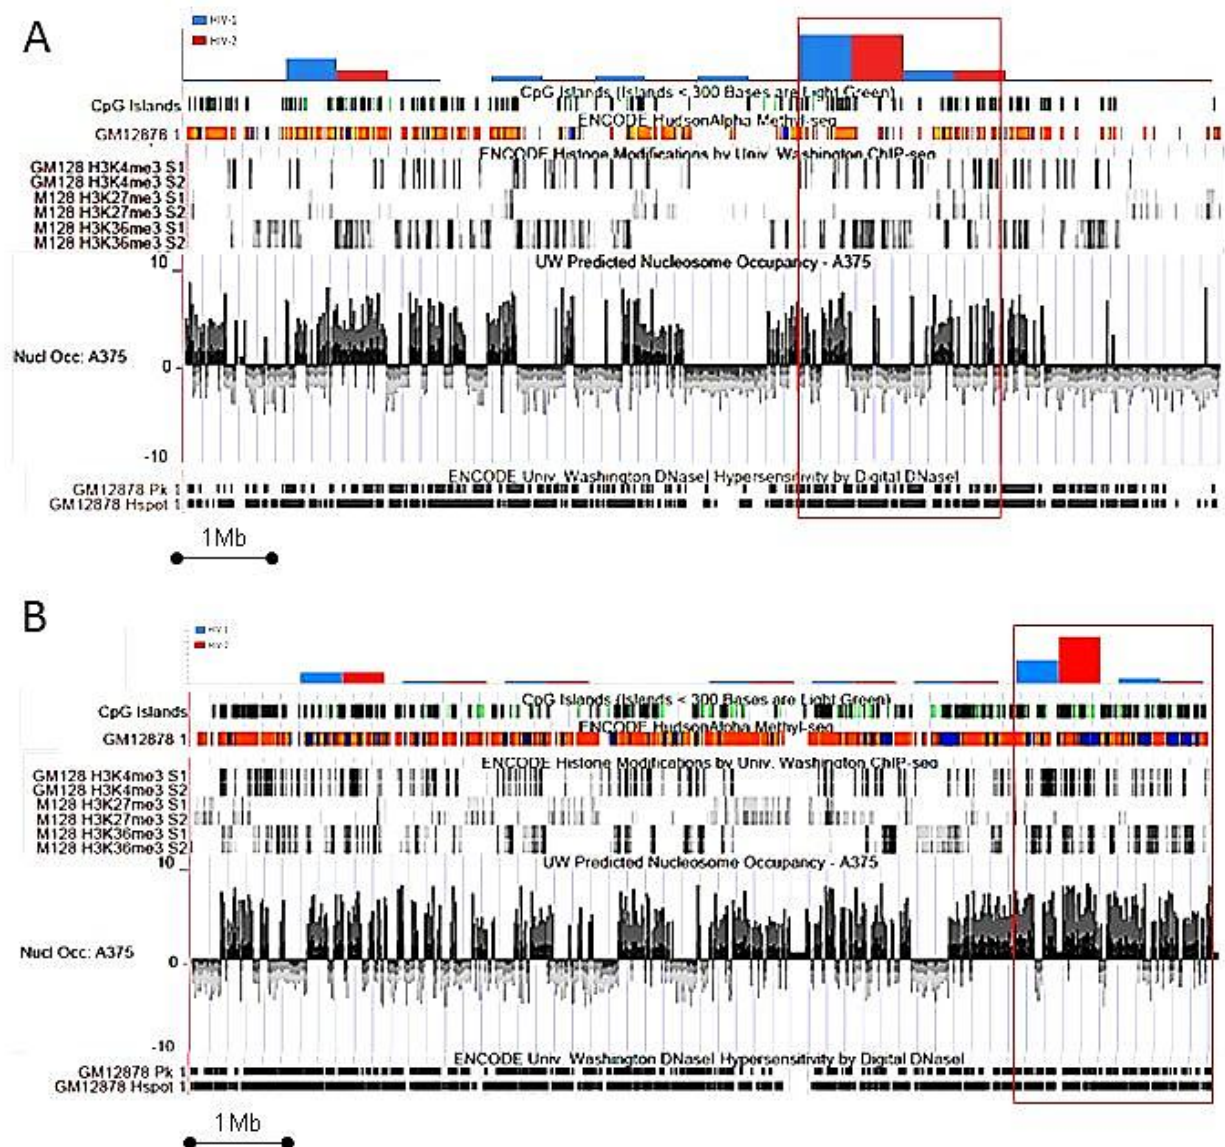 A
HIV-1
HIV-2
CpG Islands (Islands < 300 Bases are Light Green)
CpG Islands
ENCODE HudsonAlpha Methyl-seq
GM12878 1
ENCODE Histone Modifications by Univ. Washington ChIP-seq
GM128 H3K4me3 S1
GM128 H3K4me3 S2
M128 H3K27me3 S1
M128 H3K27me3 S2
M128 H3K36me3 S1
M128 H3K36me3 S2
10
UW Predicted Nucleosome Occupancy - A375
Nucl Occ: A375
0
-10
ENCODE Univ. Washington DNaseI Hypersensitivity by Digital DNaseI
GM12878 Pk 1
GM12878 Hspot 1
1Mb
B
HIV-1
HIV-2
CpG Islands (Islands < 300 Bases are Light Green)
CpG Islands
ENCODE HudsonAlpha Methyl-seq
GM12878 1
ENCODE Histone Modifications by Univ. Washington ChIP-seq
GM128 H3K4me3 S1
GM128 H3K4me3 S2
M128 H3K27me3 S1
M128 H3K27me3 S2
M128 H3K36me3 S1
M128 H3K36me3 S2
10
UW Predicted Nucleosome Occupancy - A375
Nucl Occ: A375
0
-10
ENCODE Univ. Washington DNaseI Hypersensitivity by Digital DNaseI
GM12878 Pk 1
GM12878 Hspot 1
1Mb